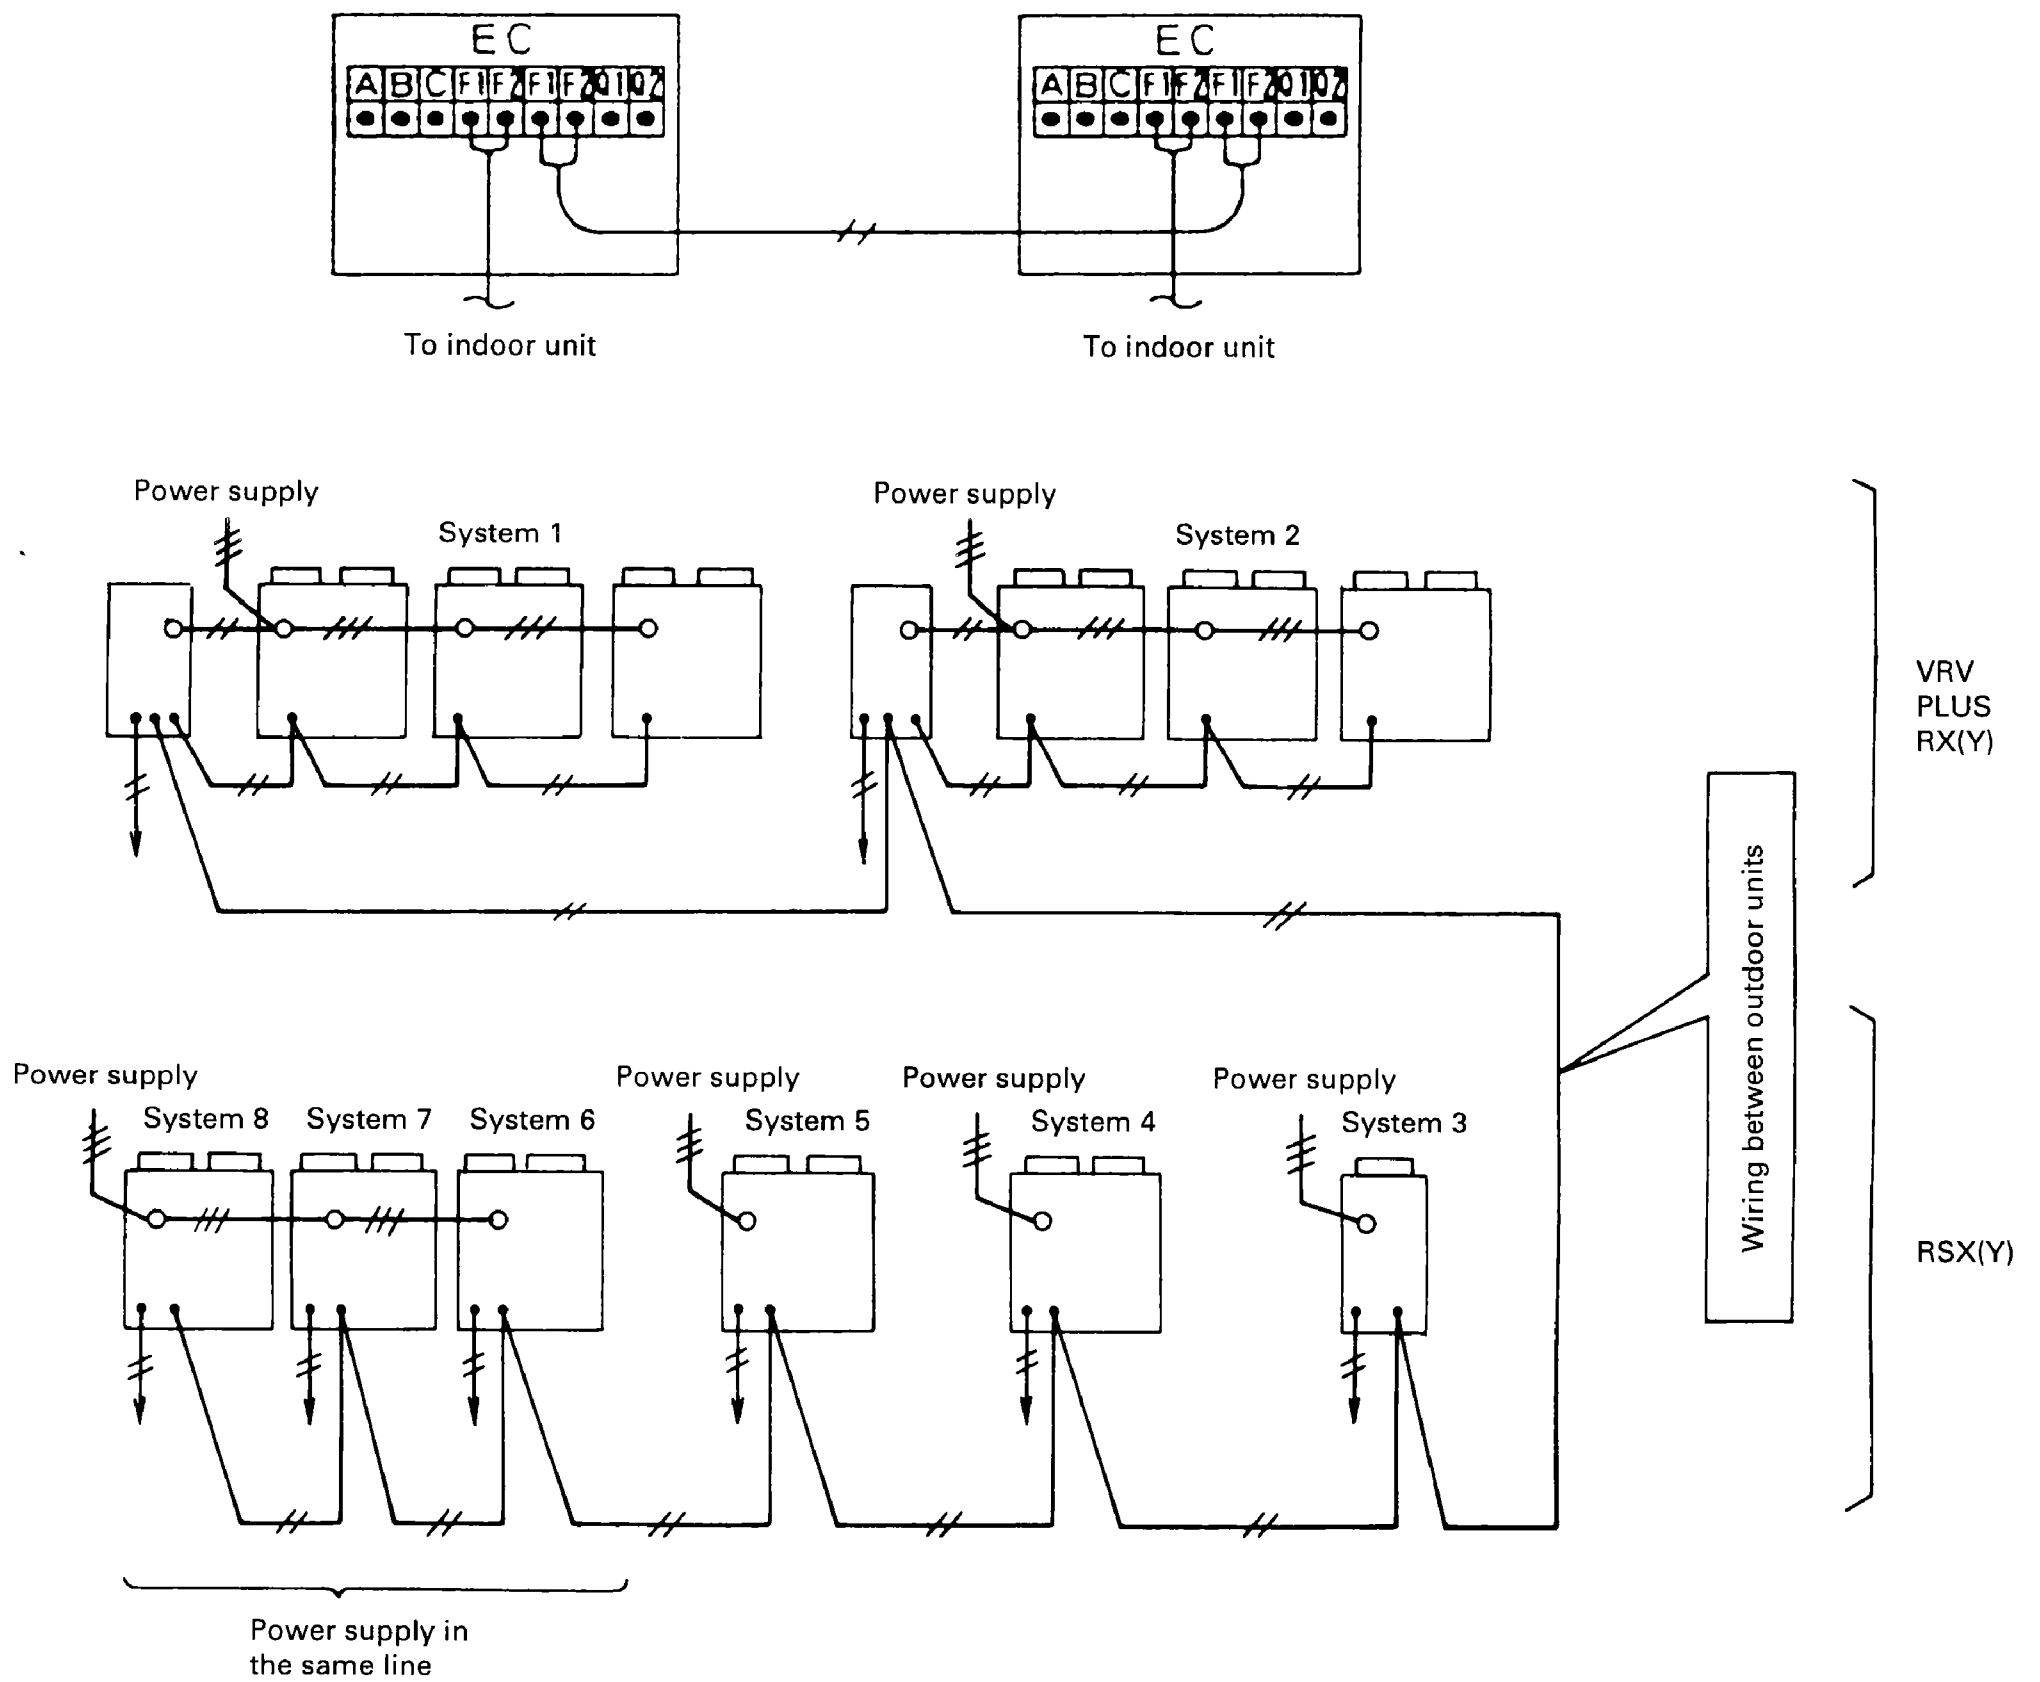 EC
EC
A B C F1 F2 F1 F2 Q1 Q2
A B C F1 F2 F1 F2 Q1 Q2
To indoor unit
To indoor unit
Power supply
Power supply
System 1
System 2
VRV
PLUS
RX(Y)
Wiring between outdoor units
Power supply
Power supply
Power supply
Power supply
System 8
System 7
System 6
System 5
System 4
System 3
RSX(Y)
Power supply in
the same line